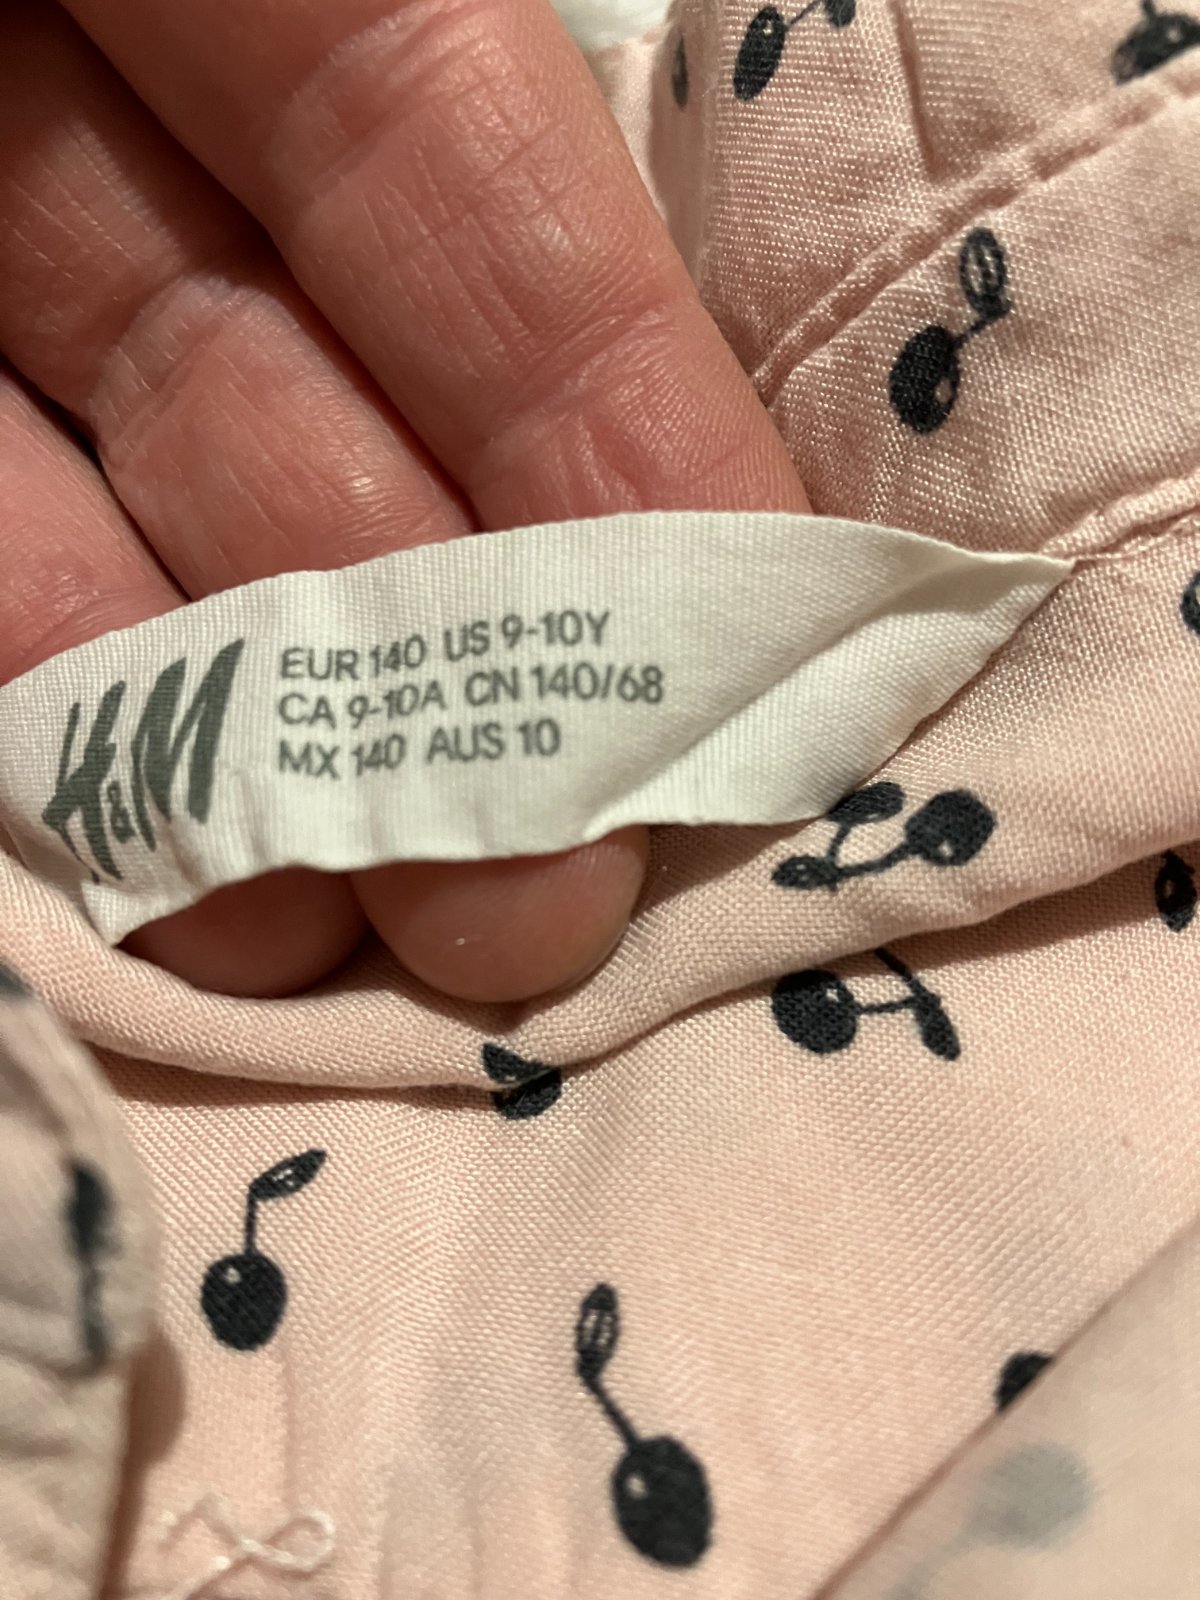 H&M
EUR 140 US 9-10Y
CA 9-10A CN 140/68
MX 140 AUS 10